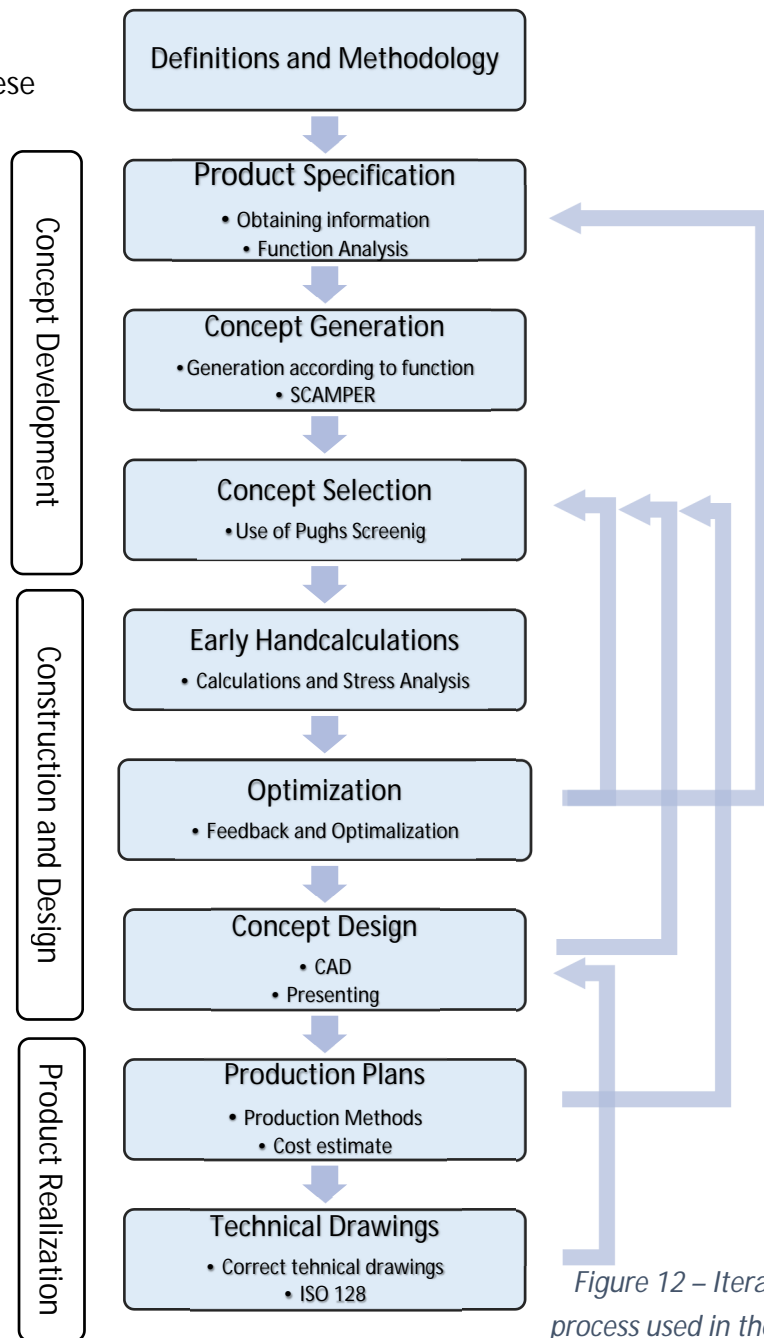 ese
Definitions and Methodology
Concept Development
Product Specification
• Obtaining information
• Function Analysis
Concept Generation
• Generation according to function
• SCAMPER
Concept Selection
• Use of Pughs Screenig
Construction and Design
Early Handcalculations
• Calculations and Stress Analysis
Optimization
• Feedback and Optimalization
Concept Design
• CAD
• Presenting
Product Realization
Production Plans
• Production Methods
• Cost estimate
Technical Drawings
• Correct tehnical drawings
• ISO 128
Figure 12 – Itera
process used in the